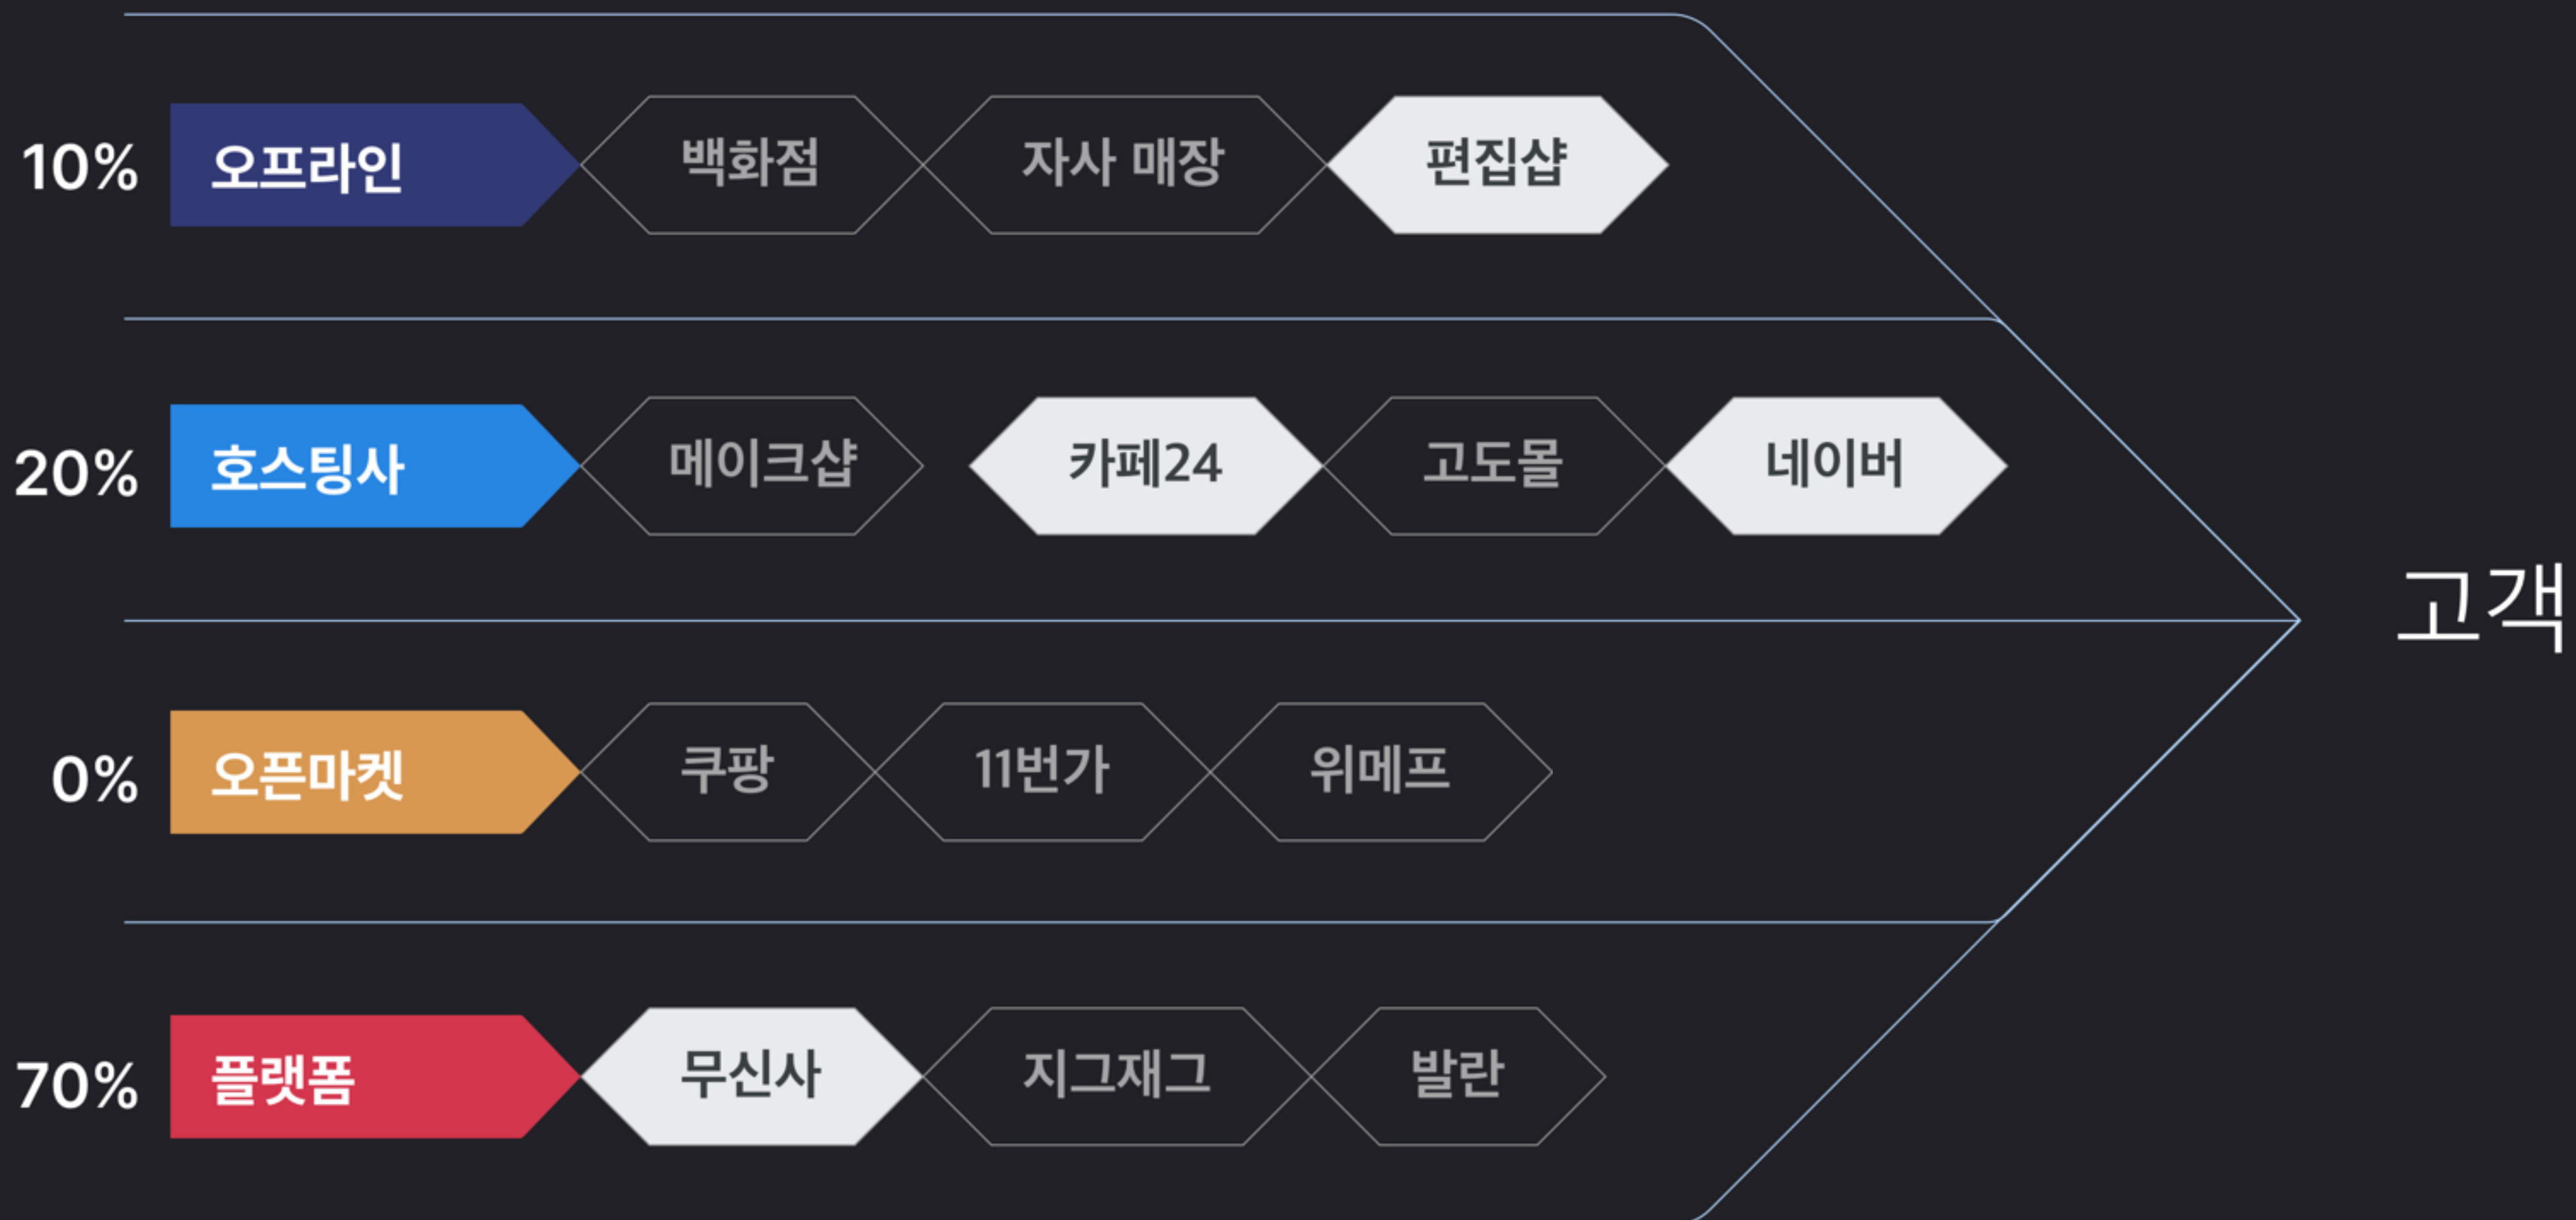 10% 오프라인 백화점 자사 매장 편집샵
20% 호스팅사 메이크샵 카페24 고도몰 네이버
고객
0% 오픈마켓 쿠팡 11번가 위메프
70% 플랫폼 무신사 지그재그 발란